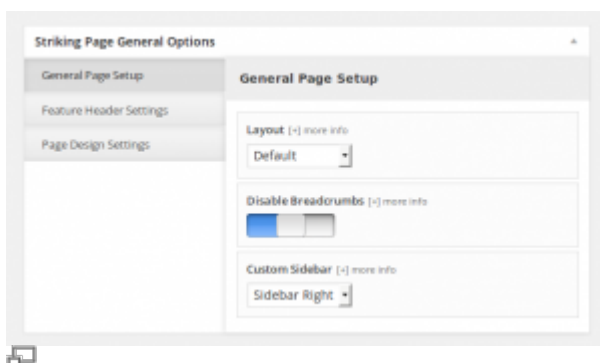 Striking Page General Options
General Page Setup
Feature Header Settings
Page Design Settings
General Page Setup
Layout [+] more info
Default
Disable Breadcrumbs [+] more info
Custom Sidebar [+] more info
Sidebar Right